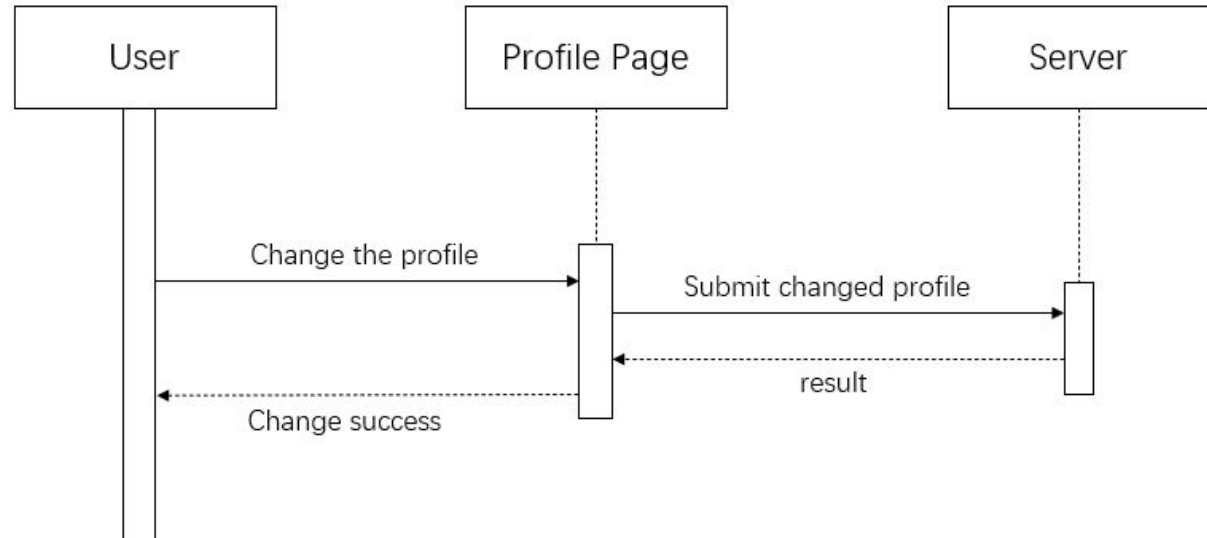 User
Profile Page
Server
Change the profile
Submit changed profile
result
Change success